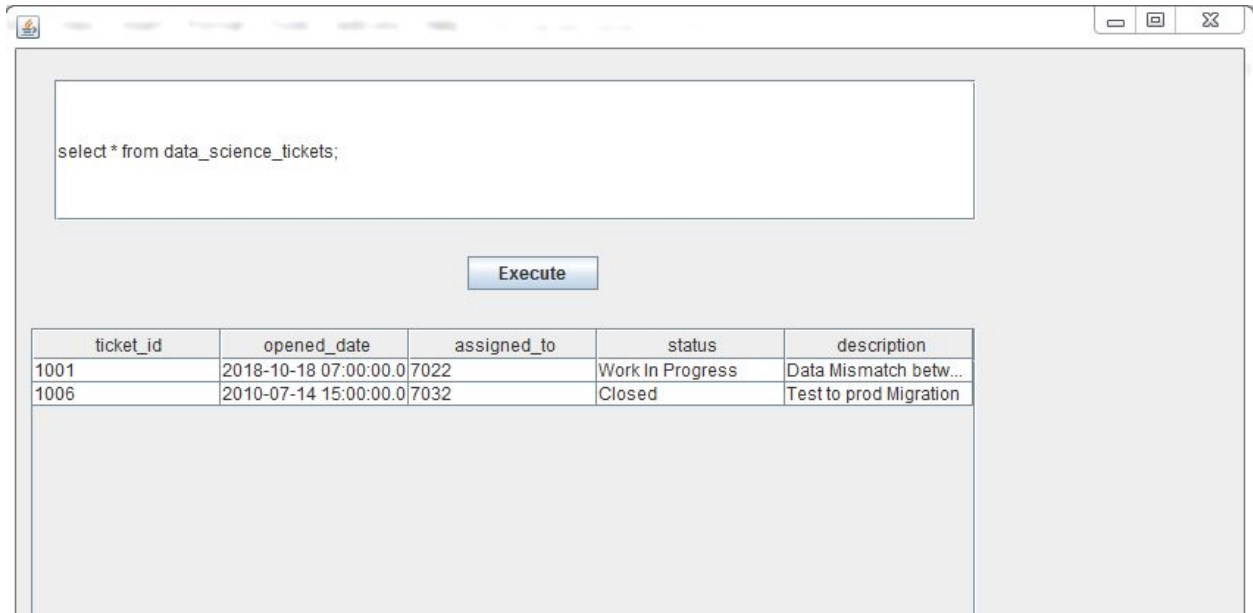 select * from data_science_tickets;
Execute
ticket_id opened_date assigned_to status description
1001 2018-10-18 07:00:00.0 7022 Work In Progress Data Mismatch betw...
1006 2010-07-14 15:00:00.0 7032 Closed Test to prod Migration